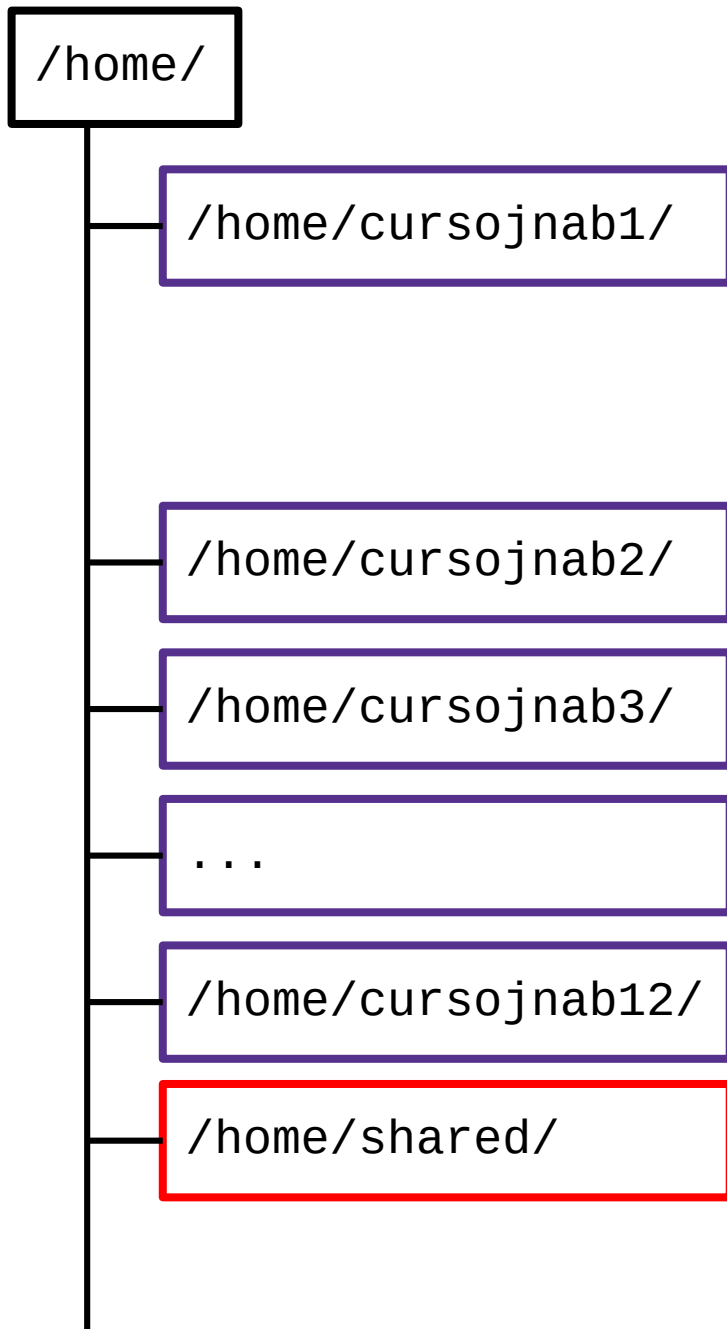 /home/
/home/cursojnab1/
/home/cursojnab2/
/home/cursojnab3/
...
/home/cursojnab12/
/home/shared/